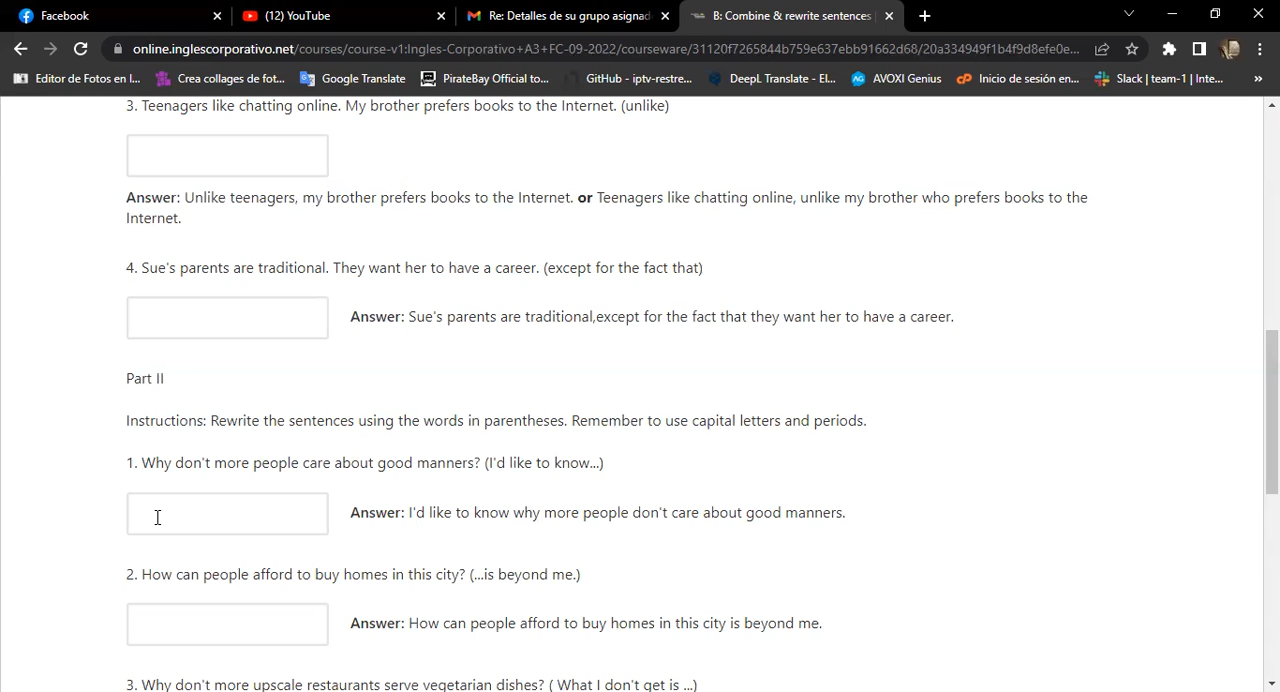 Facebook
(12) YouTube
Re: Detalles de su grupo asignad
B: Combine & rewrite sentences
online.inglescorporativo.net/courses/course-v1:Ingles-Corporativo+A3+FC-09-2022/courseware/31120f7265844b759e637ebb91662d68/20a334949f1b4f9d8efe0e...
Editor de Fotos en l...
Crea collages de fot...
Google Translate
PirateBay Official to...
GitHub - iptv-restre...
DeepL Translate - El...
AVOXI Genius
Inicio de sesión en...
Slack | team-1 | Inte...
3. Teenagers like chatting online. My brother prefers books to the Internet. (unlike)
Answer: Unlike teenagers, my brother prefers books to the Internet. or Teenagers like chatting online, unlike my brother who prefers books to the
Internet.
4. Sue's parents are traditional. They want her to have a career. (except for the fact that)
Answer: Sue's parents are traditional,except for the fact that they want her to have a career.
Part II
Instructions: Rewrite the sentences using the words in parentheses. Remember to use capital letters and periods.
1. Why don't more people care about good manners? (I'd like to know...)
Answer: I'd like to know why more people don't care about good manners.
2. How can people afford to buy homes in this city? (...is beyond me.)
Answer: How can people afford to buy homes in this city is beyond me.
3. Why don't more upscale restaurants serve vegetarian dishes? ( What I don't get is ...)